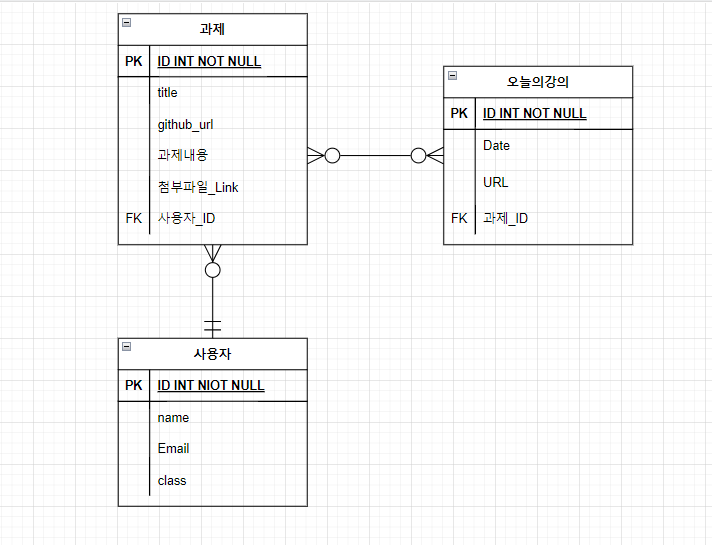 과제
PK ID INT NOT NULL
title
github_url
과제내용
첨부파일_Link
FK 사용자_ID
오늘의강의
PK ID INT NOT NULL
Date
URL
FK 과제_ID
사용자
PK ID INT NIOT NULL
name
Email
class